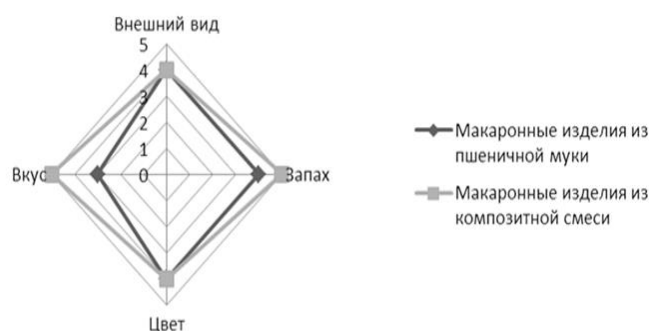 Внешний вид
5
4
3
2
1
0
Вкус
Запах
Цвет
Макаронные изделия из
пшеничной муки
Макаронные изделия из
композитной смеси